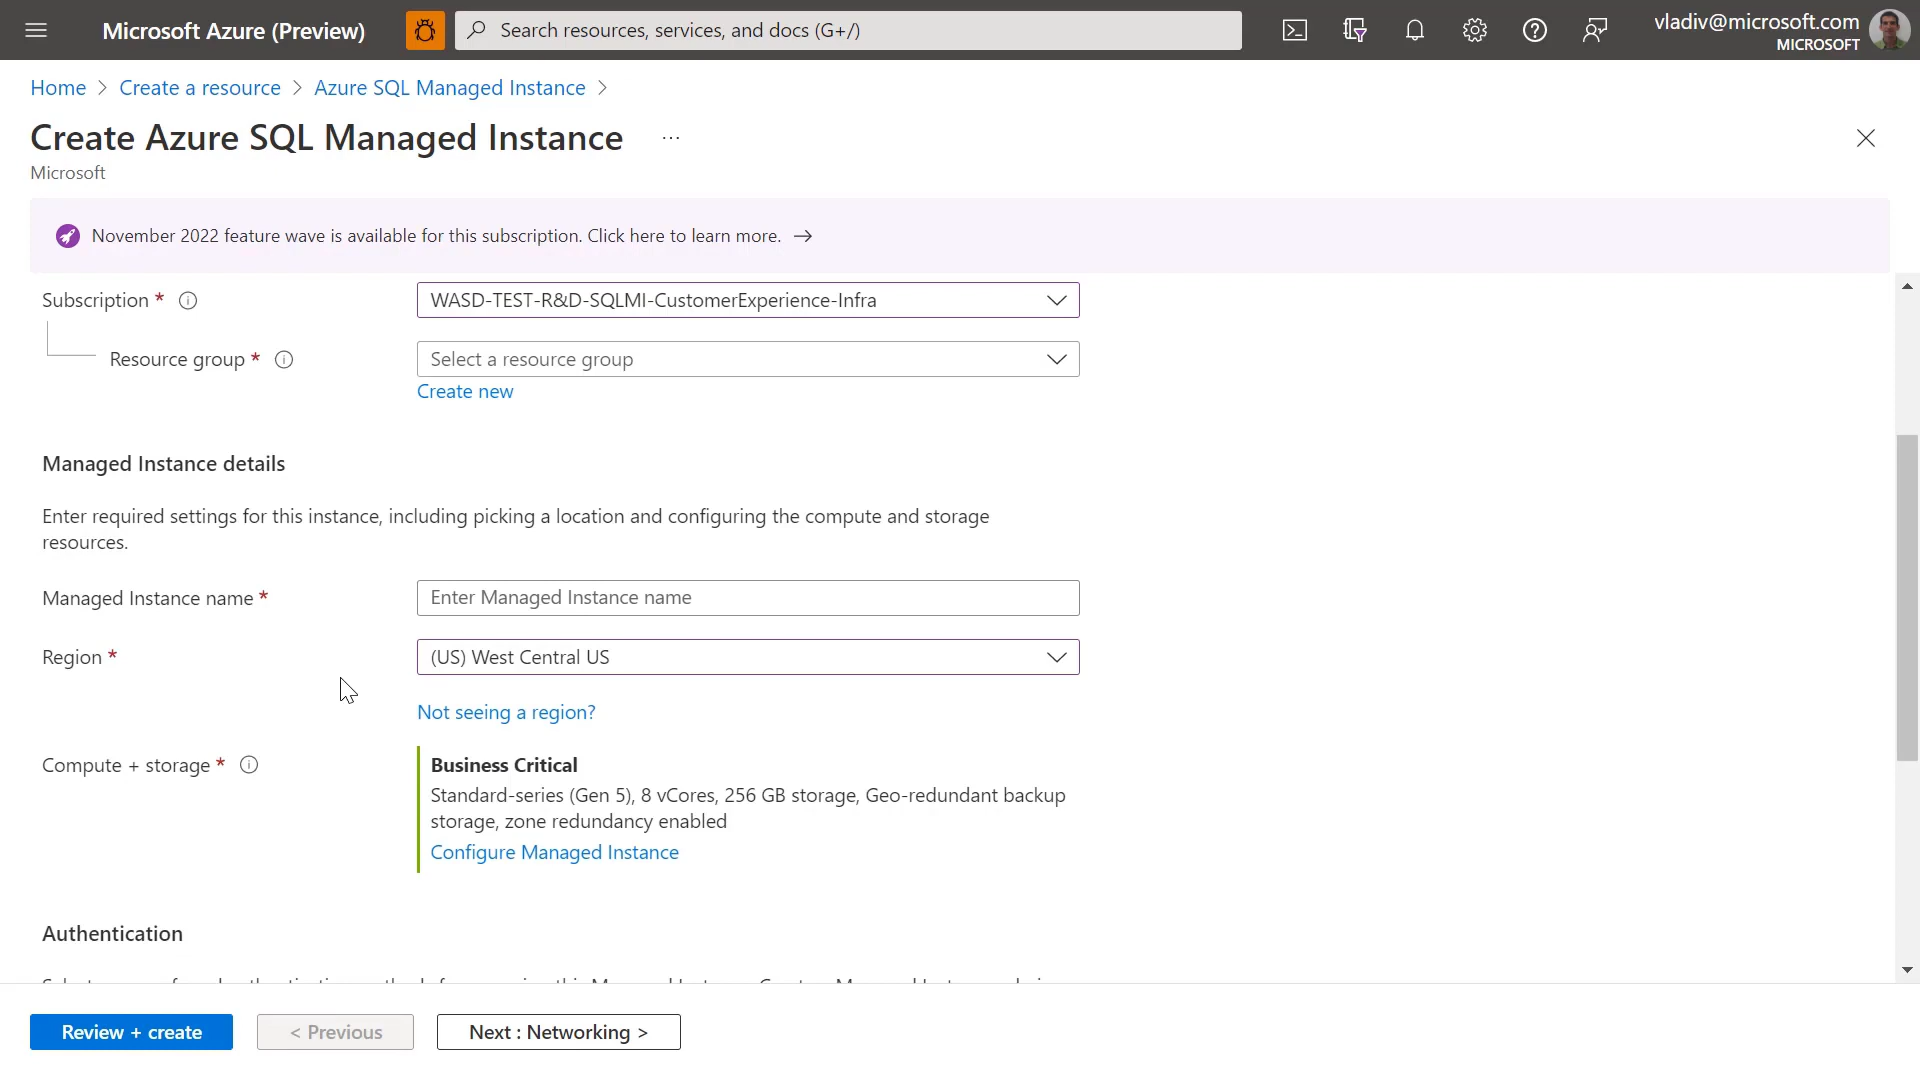 Microsoft Azure (Preview)
Search resources, services, and docs (G+/)
vladiv@microsoft.com
MICROSOFT
Home > Create a resource > Azure SQL Managed Instance >
Create Azure SQL Managed Instance ...
Microsoft
November 2022 feature wave is available for this subscription. Click here to learn more. →
Subscription *
WASD-TEST-R&D-SQLMI-CustomerExperience-Infra
Resource group *
Select a resource group
Create new
Managed Instance details
Enter required settings for this instance, including picking a location and configuring the compute and storage
resources.
Managed Instance name *
Enter Managed Instance name
Region *
(US) West Central US
Not seeing a region?
Compute + storage *
Business Critical
Standard-series (Gen 5), 8 vCores, 256 GB storage, Geo-redundant backup
storage, zone redundancy enabled
Configure Managed Instance
Authentication
Review + create
< Previous
Next : Networking >